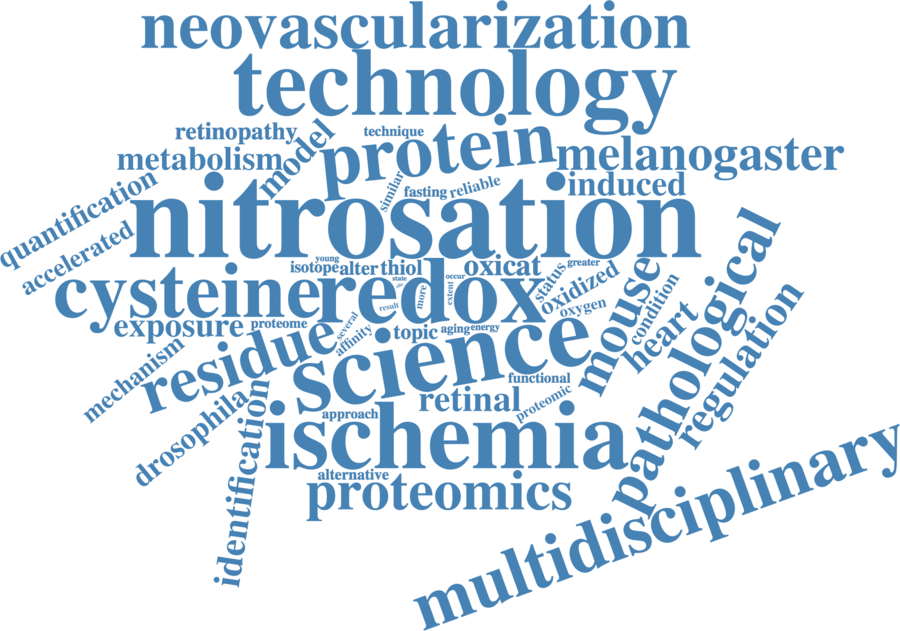 neovascularization
technology
retinopathy
technique
model
protein
metabolism
melanogaster
similar
fasting
reliable
induced
quantification
nitrosation
accelerated
young
isotope
alter
thiol
oxicat
greater
status
state
occur
cysteine
redox
more
extent
oxidized
oxygen
mouse
condition
pathological
result
exposure
proteome
several
affinity
topic
aging
energy
heart
regulation
mechanism
residue
science
functional
drosophila
retinal
proteomic
approach
identification
ischemia
alternative
proteomics
multidisciplinary